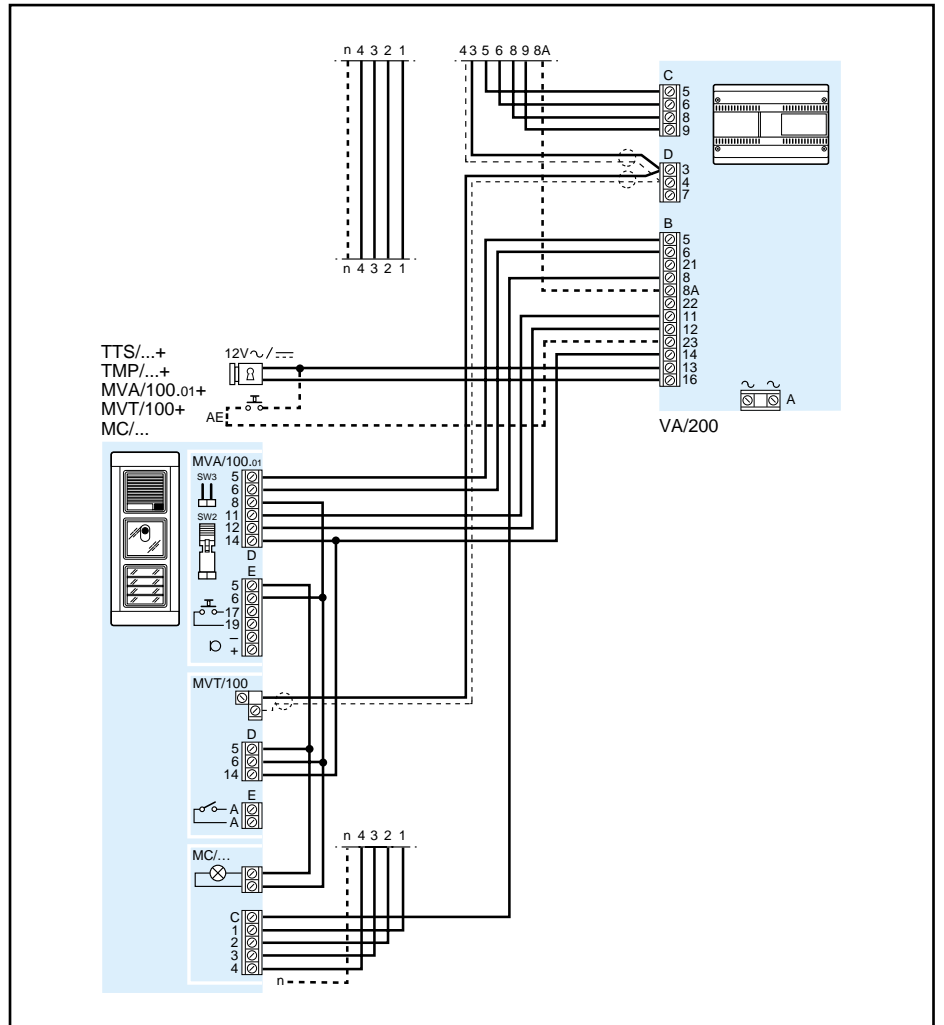 n 4 3 2 1
4 3 5 6 8 9 8A
C
5
6
8
9
D
3
4
7
B
5
6
21
8
8A
22
11
12
23
14
13
16
n 4 3 2 1
TTS/...+
TMP/...+
MVA/100.01+
MVT/100+
MC/...
12V∼/⎓
AE
∼ ∼
A
VA/200
MVA/100.01
SW3
SW2
5
6
8
11
12
14
D
E
5
6
17
19
–
+
MVT/100
D
5
6
14
E
A
A
n 4 3 2 1
MC/...
C
1
2
3
4
n